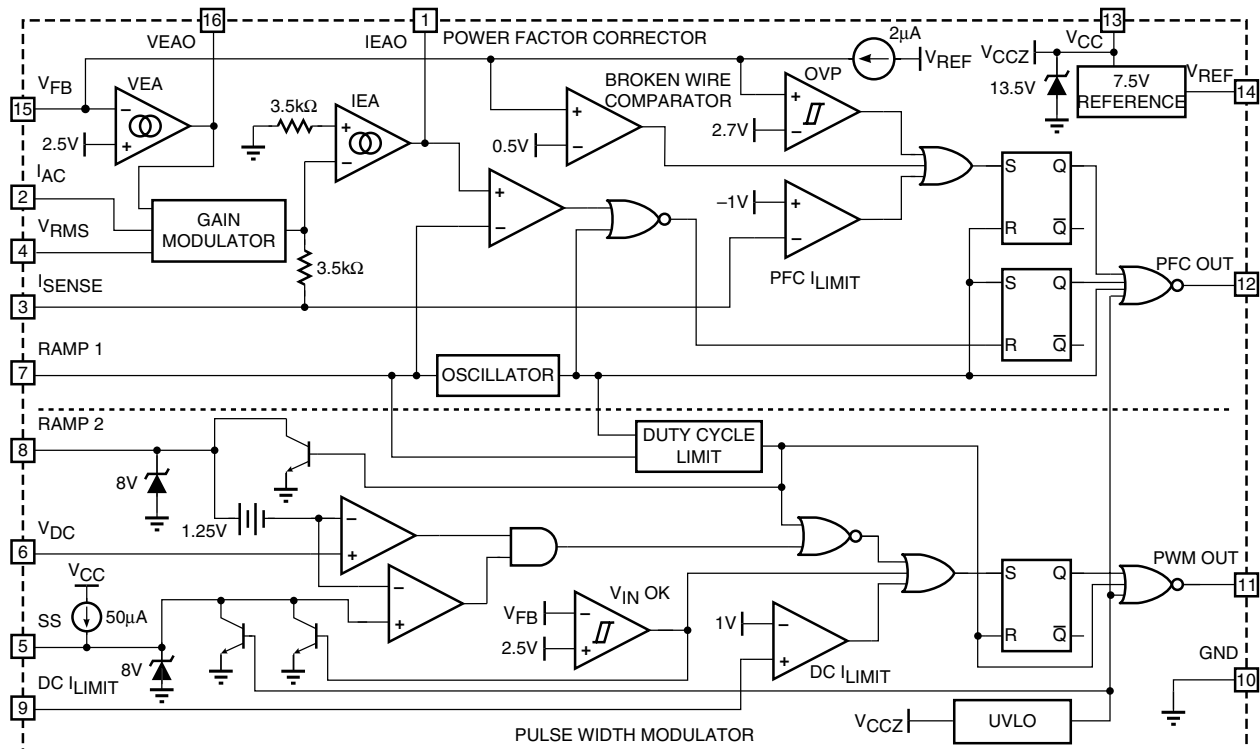 16
1
13
VEAO
IEAO
POWER FACTOR CORRECTOR
2µA
VCCZ
VCC
VFB
VEA
IEA
BROKEN WIRE
COMPARATOR
OVP
VREF
13.5V
7.5V
REFERENCE
VREF
15
14
3.5kΩ
+
−
2.5V
+
−
+
−
0.5V
+
−
2.7V
+
−
IAC
2
GAIN
MODULATOR
VRMS
4
+
−
−1V
+
−
S
Q
R
Q
3.5kΩ
PFC ILIMIT
ISENSE
3
S
Q
R
Q
PFC OUT
12
RAMP 1
7
OSCILLATOR
RAMP 2
8
DUTY CYCLE
LIMIT
8V
1.25V
−
+
VDC
6
VCC
−
+
50µA
SS
5
VIN OK
VFB
−
2.5V
+
1V
−
+
S
Q
R
Q
PWM OUT
11
8V
DC ILIMIT
9
DC ILIMIT
GND
10
VCCZ
UVLO
PULSE WIDTH MODULATOR